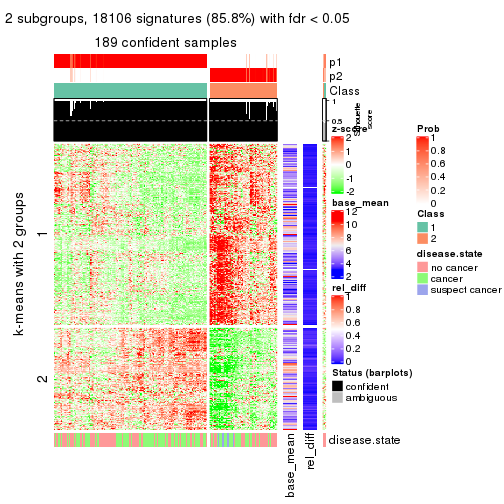 2 subgroups, 18106 signatures (85.8%) with fdr < 0.05
189 confident samples
p1
p2
Class
1
0.5
Silhouette
score
k-means with 2 groups
1
2
z-score
2
1
0
-1
-2
base_mean
12
10
8
6
4
2
rel_diff
1
0.8
0.6
0.4
0.2
0
Status (barplots)
confident
ambiguous
Prob
1
0.8
0.6
0.4
0.2
0
Class
1
2
disease.state
no cancer
cancer
suspect cancer
disease.state
base_mean
rel_diff